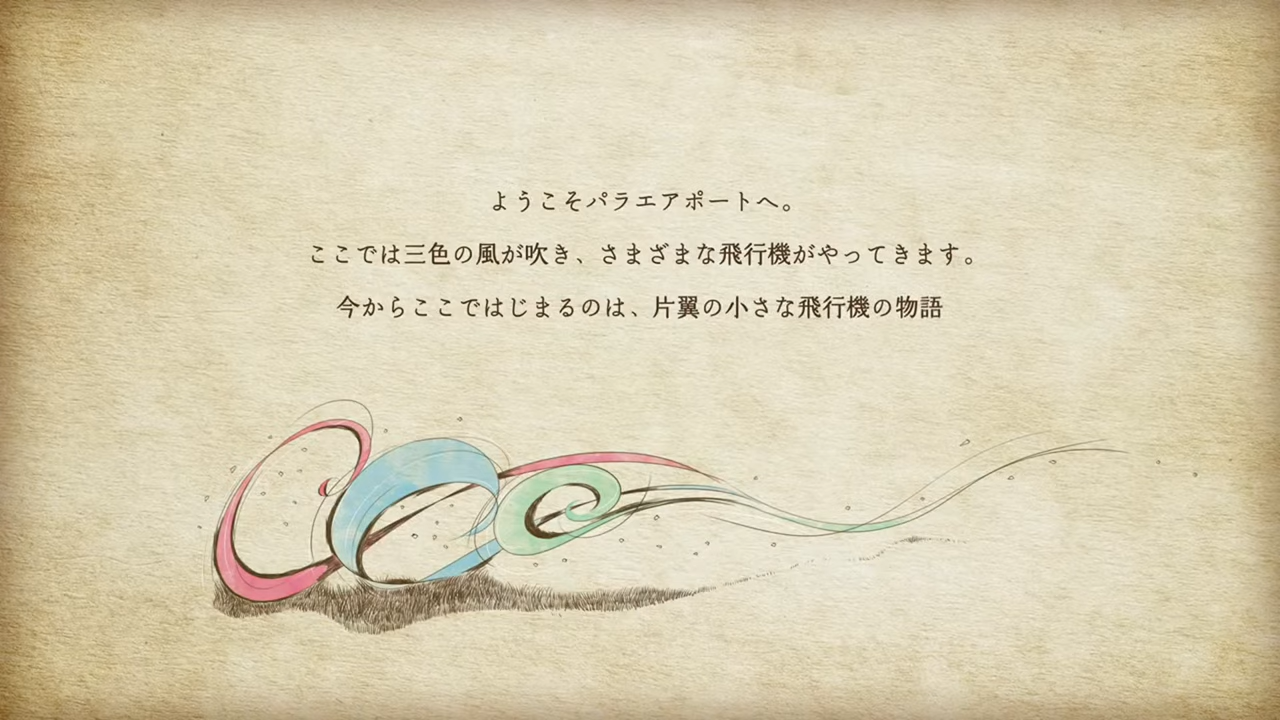 ようこそパラエアポートへ。
ここでは三色の風が吹き、さまざまな飛行機がやってきます。
今からここではじまるのは、片翼の小さな飛行機の物語